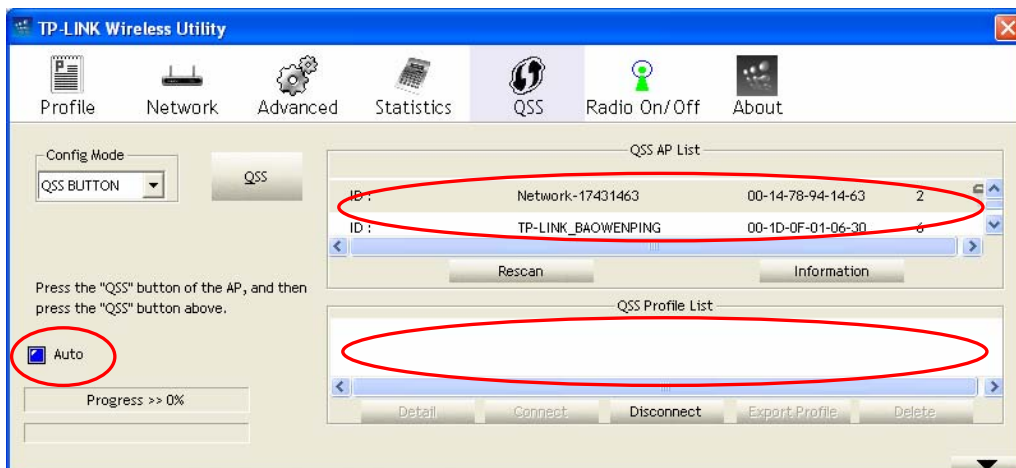 TP-LINK Wireless Utility
Profile Network Advanced Statistics QSS Radio On/Off About
Config Mode
QSS BUTTON
QSS
QSS AP List
ID : Network-17431463 00-14-78-94-14-63 2
ID : TP-LINK_BAOWENPING 00-1D-0F-01-06-30 6
Rescan Information
Press the "QSS" button of the AP, and then
press the "QSS" button above.
QSS Profile List
Auto
Progress >> 0%
Detail Connect Disconnect Export Profile Delete